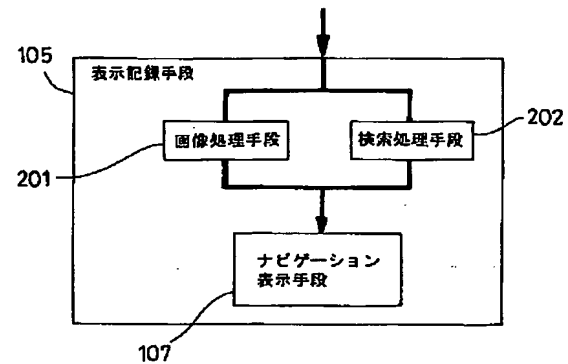 105
表示記録手段
画像処理手段
検索処理手段
202
201
ナビゲーション
表示手段
107